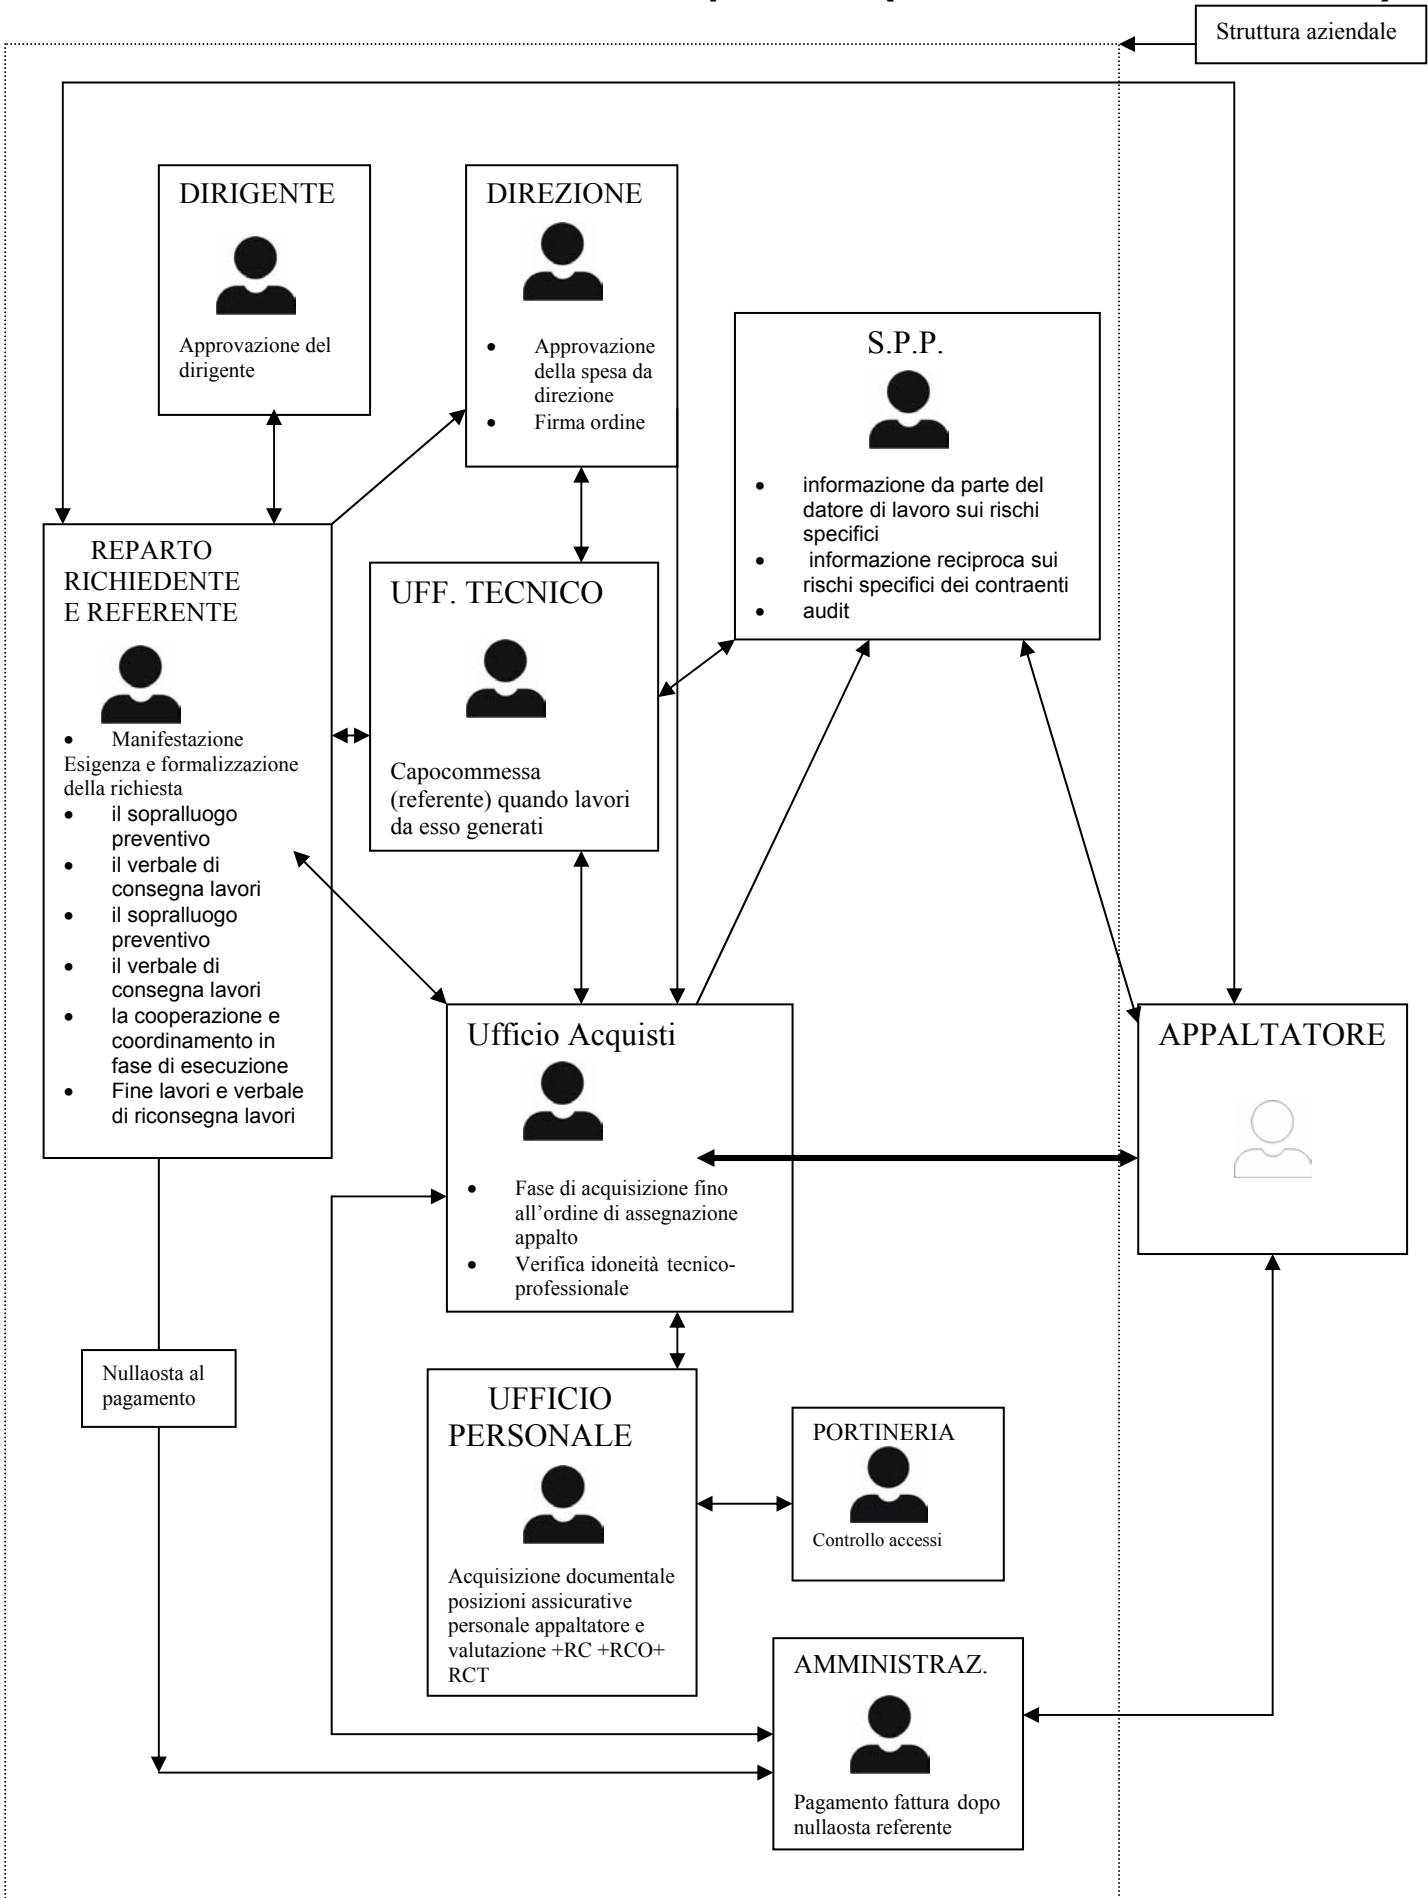 Struttura aziendale
DIRIGENTE
Approvazione del
dirigente
DIREZIONE
• Approvazione
della spesa da
direzione
• Firma ordine
S.P.P.
• informazione da parte del
datore di lavoro sui rischi
specifici
• informazione reciproca sui
rischi specifici dei contraenti
• audit
REPARTO
RICHIEDENTE
E REFERENTE
• Manifestazione
Esigenza e formalizzazione
della richiesta
• il sopralluogo
preventivo
• il verbale di
consegna lavori
• il sopralluogo
preventivo
• il verbale di
consegna lavori
• la cooperazione e
coordinamento in
fase di esecuzione
• Fine lavori e verbale
di riconsegna lavori
UFF. TECNICO
Capocommessa
(referente) quando lavori
da esso generati
Ufficio Acquisti
• Fase di acquisizione fino
all’ordine di assegnazione
appalto
• Verifica idoneità tecnico-
professionale
APPALTATORE
Nullaosta al
pagamento
UFFICIO
PERSONALE
Acquisizione documentale
posizioni assicurative
personale appaltatore e
valutazione +RC +RCO+
RCT
PORTINERIA
Controllo accessi
AMMINISTRAZ.
Pagamento fattura dopo
nullaosta referente